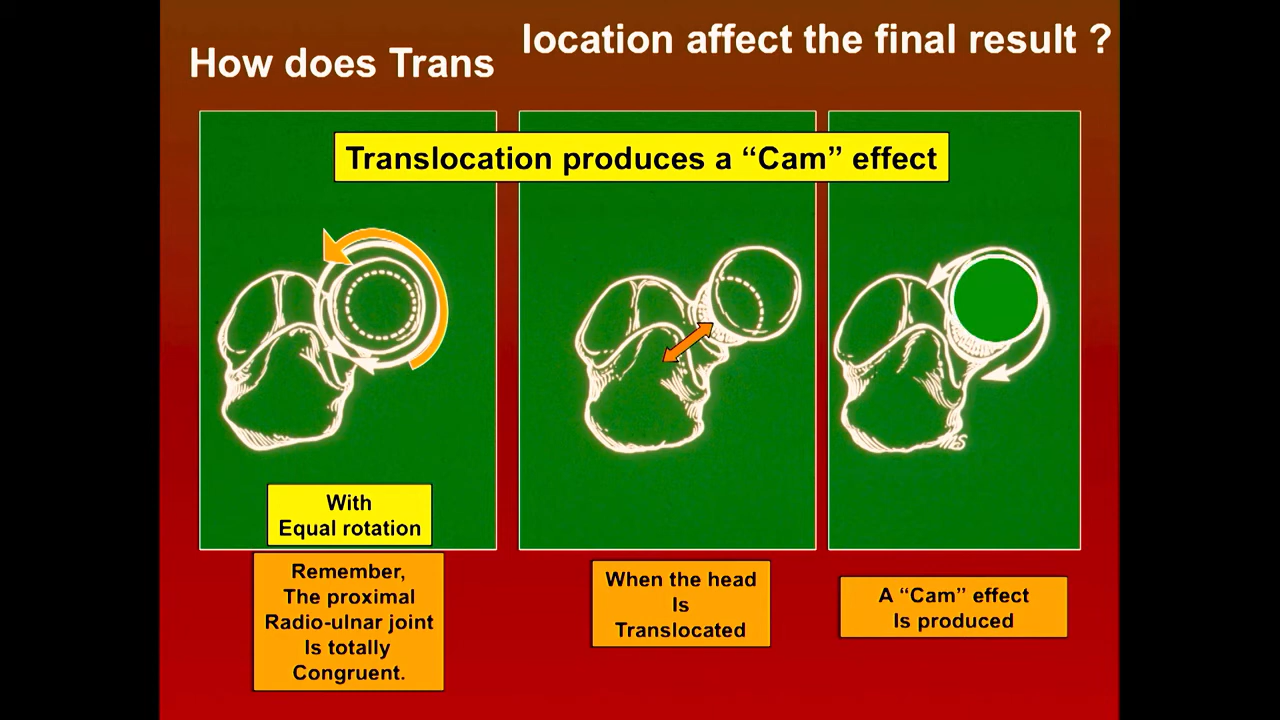 How does Trans
location affect the final result ?
Translocation produces a “Cam” effect
With
Equal rotation
Remember,
The proximal
Radio-ulnar joint
Is totally
Congruent.
When the head
Is
Translocated
A “Cam” effect
Is produced